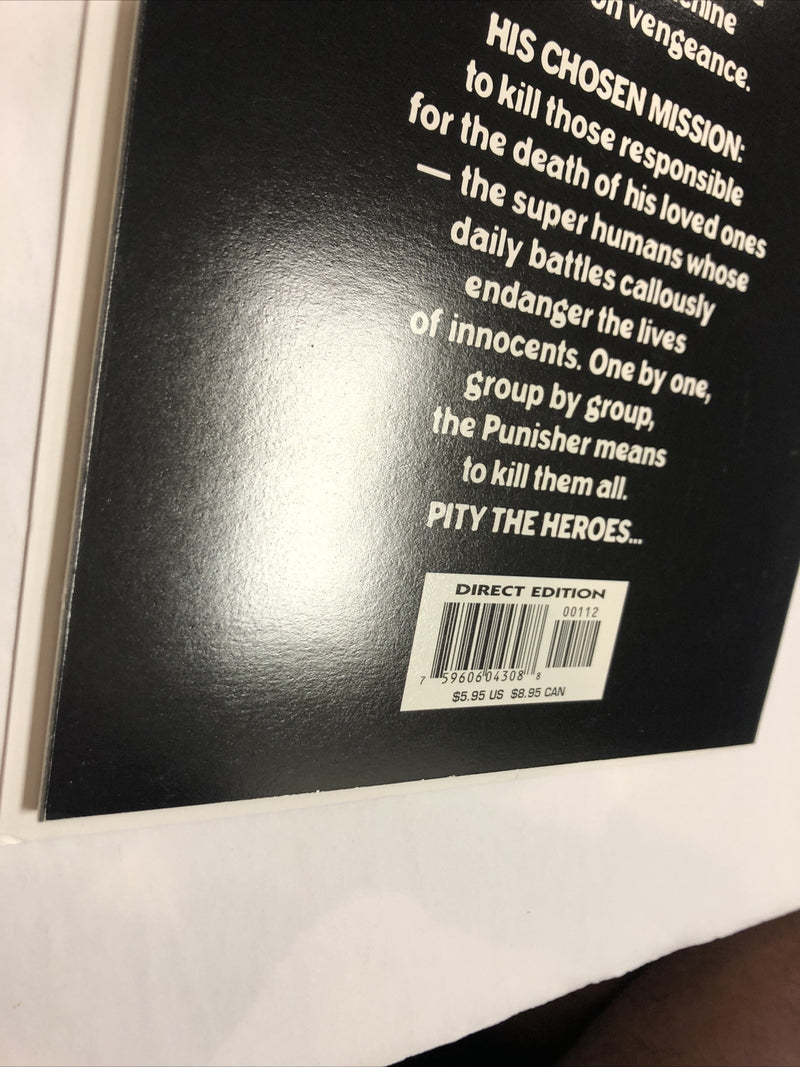 on vengeance.
HIS CHOSEN MISSION:
to kill those responsible
for the death of his loved ones
— the super humans whose
daily battles callously
endanger the lives
of innocents. One by one,
group by group,
the Punisher means
to kill them all.
PITY THE HEROES...
DIRECT EDITION
00112
7 59606 04308 8
$5.95 US $8.95 CAN